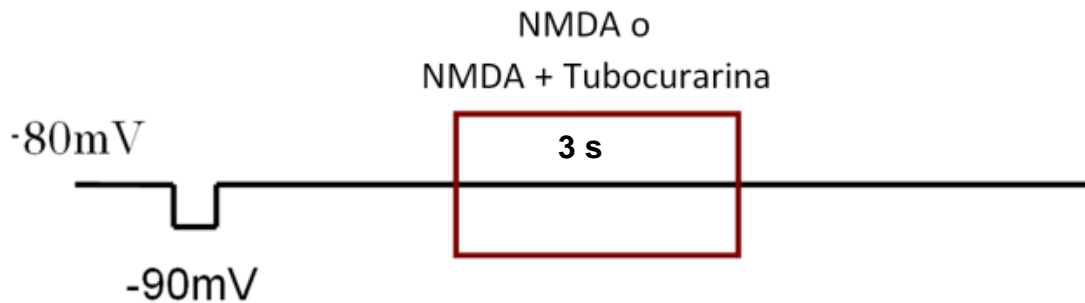 NMDA o
NMDA + Tubocurarina
-80mV
3 s
-90mV